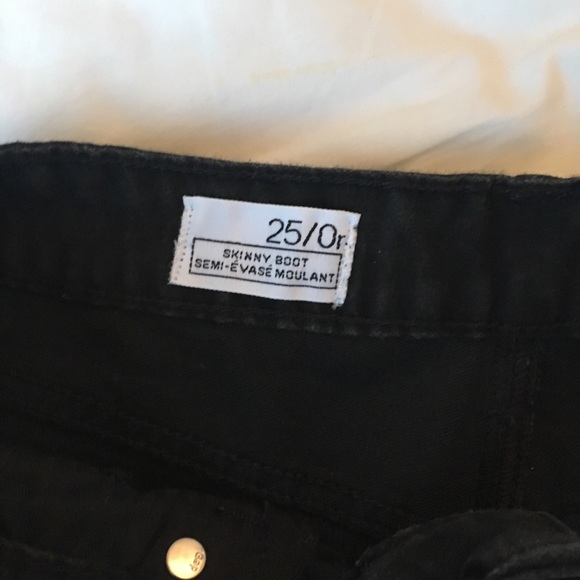 25/0r
SKINNY BOOT
SEMI-ÉVASÉ MOULANT